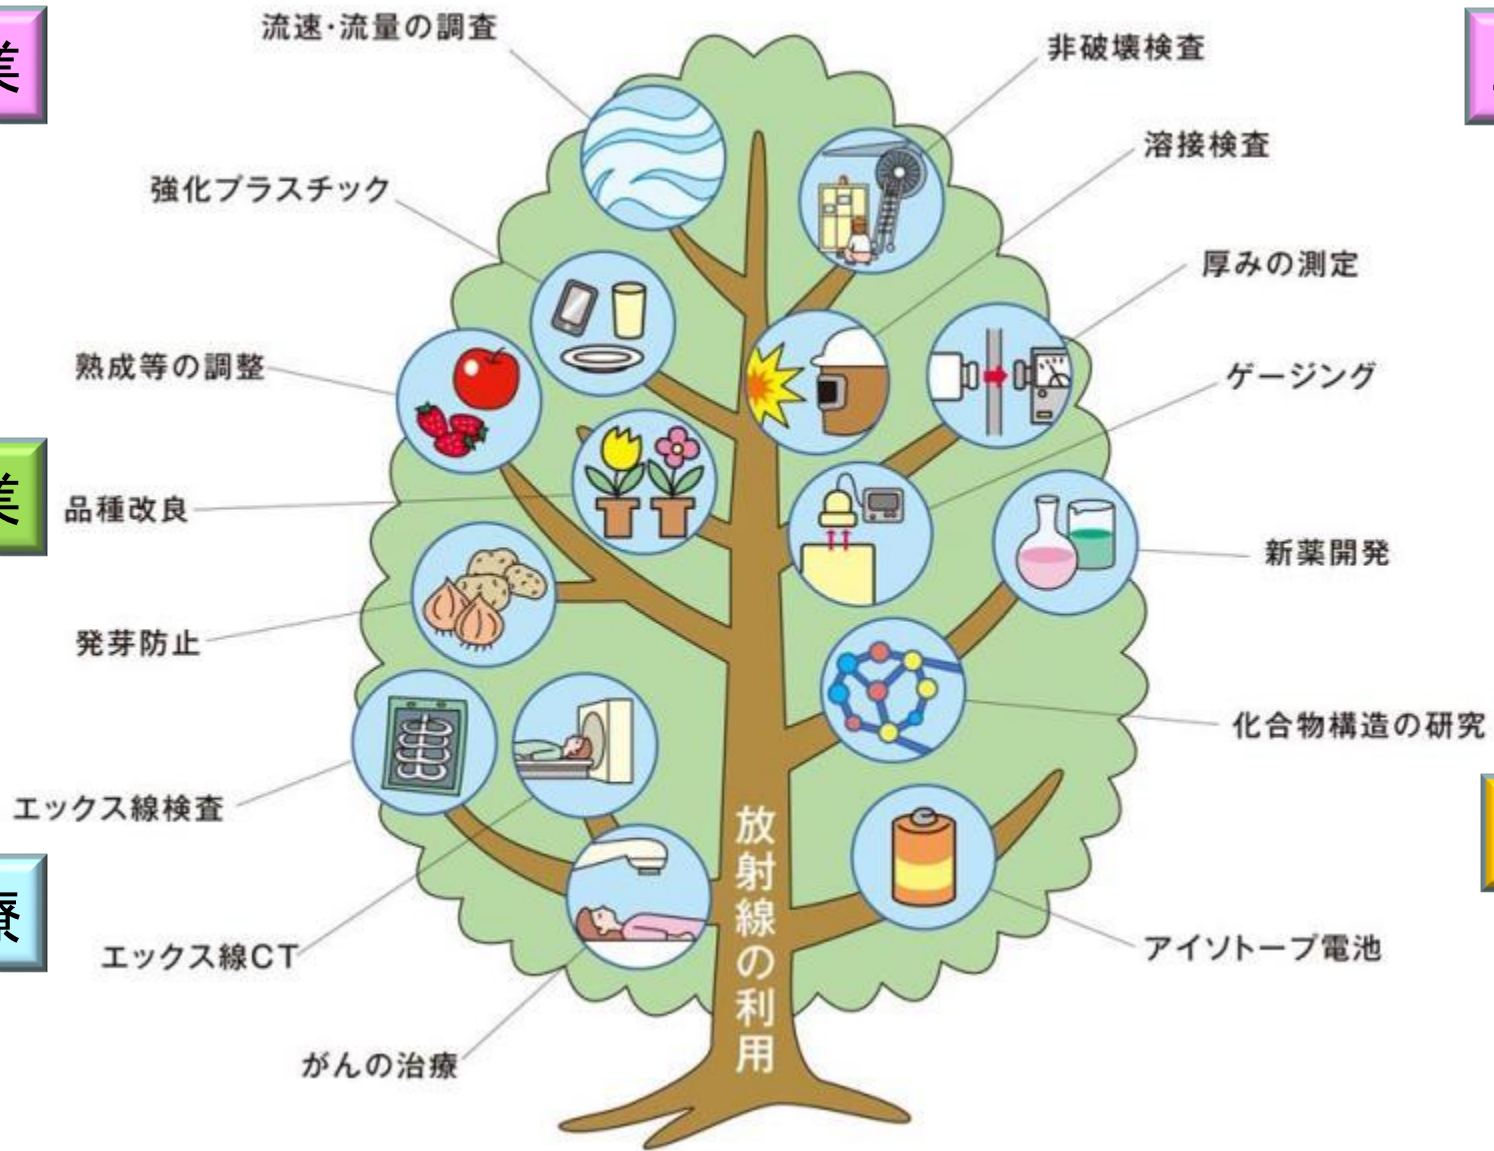 業
流速・流量の調査
非破壊検査
溶接検査
強化プラスチック
厚みの測定
熟成等の調整
ゲージング
業
品種改良
新薬開発
発芽防止
化合物構造の研究
エックス線検査
放射線の利用
療
エックス線CT
アイソトープ電池
がんの治療